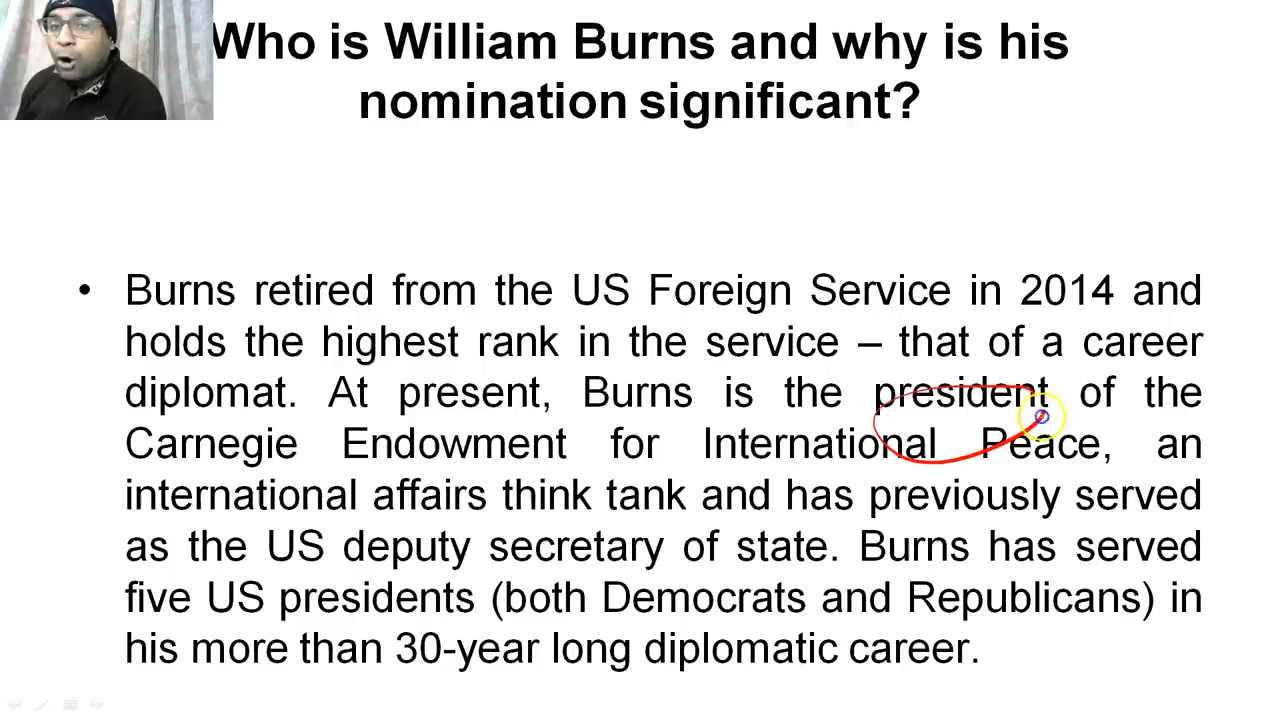 Who is William Burns and why is his
nomination significant?
• Burns retired from the US Foreign Service in 2014 and
holds the highest rank in the service – that of a career
diplomat. At present, Burns is the president of the
Carnegie Endowment for International Peace, an
international affairs think tank and has previously served
as the US deputy secretary of state. Burns has served
five US presidents (both Democrats and Republicans) in
his more than 30-year long diplomatic career.